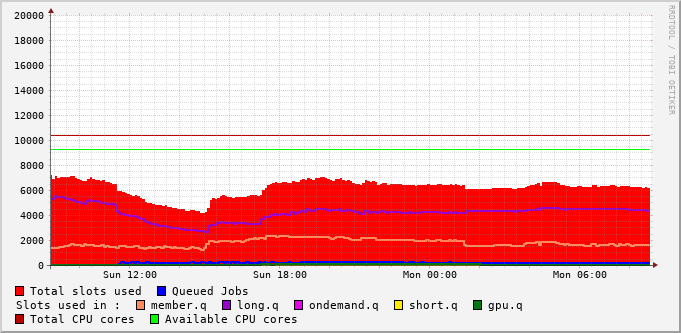 RRDTOOL / TOBI OETIKER
20000
18000
16000
14000
12000
10000
8000
6000
4000
2000
0
Sun 12:00 Sun 18:00 Mon 00:00 Mon 06:00
Total slots used Queued Jobs
Slots used in : member.q long.q ondemand.q short.q gpu.q
Total CPU cores Available CPU cores